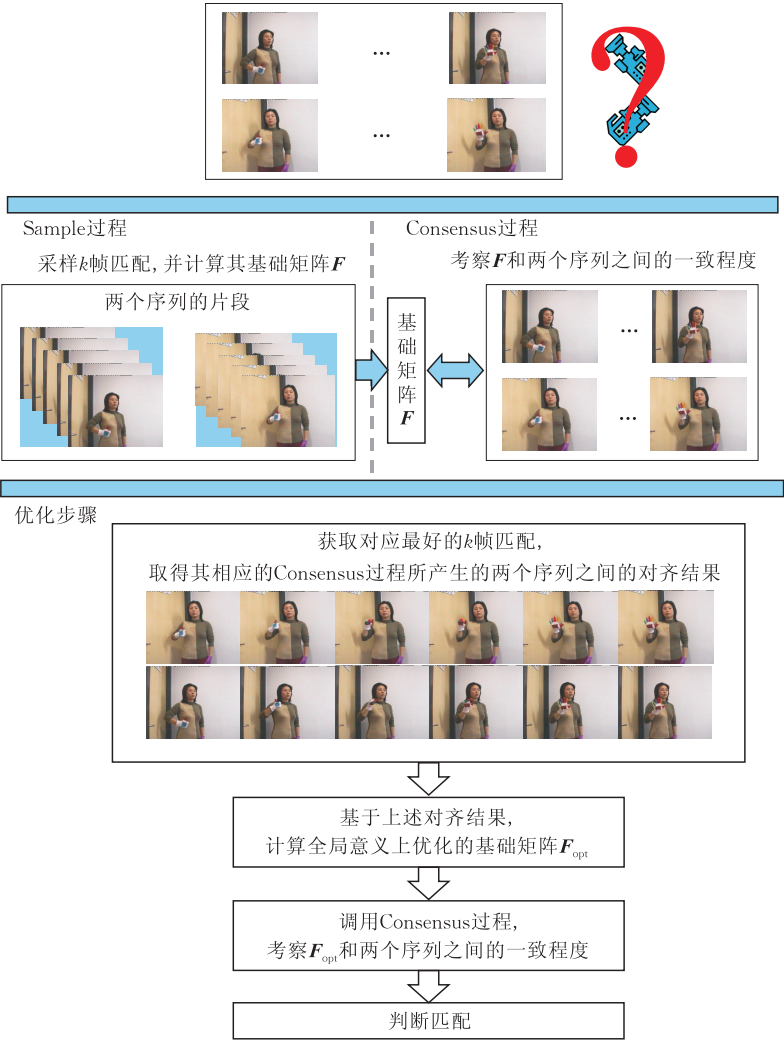 ...
...
?
Sample过程
采样k帧匹配,并计算其基础矩阵F
两个序列的片段
基础矩阵F
Consensus过程
考察F和两个序列之间的一致程度
...
...
优化步骤
获取对应最好的k帧匹配,
取得其相应的Consensus过程所产生的两个序列之间的对齐结果
基于上述对齐结果,
计算全局意义上优化的基础矩阵Fopt
调用Consensus过程,
考察Fopt和两个序列之间的一致程度
判断匹配